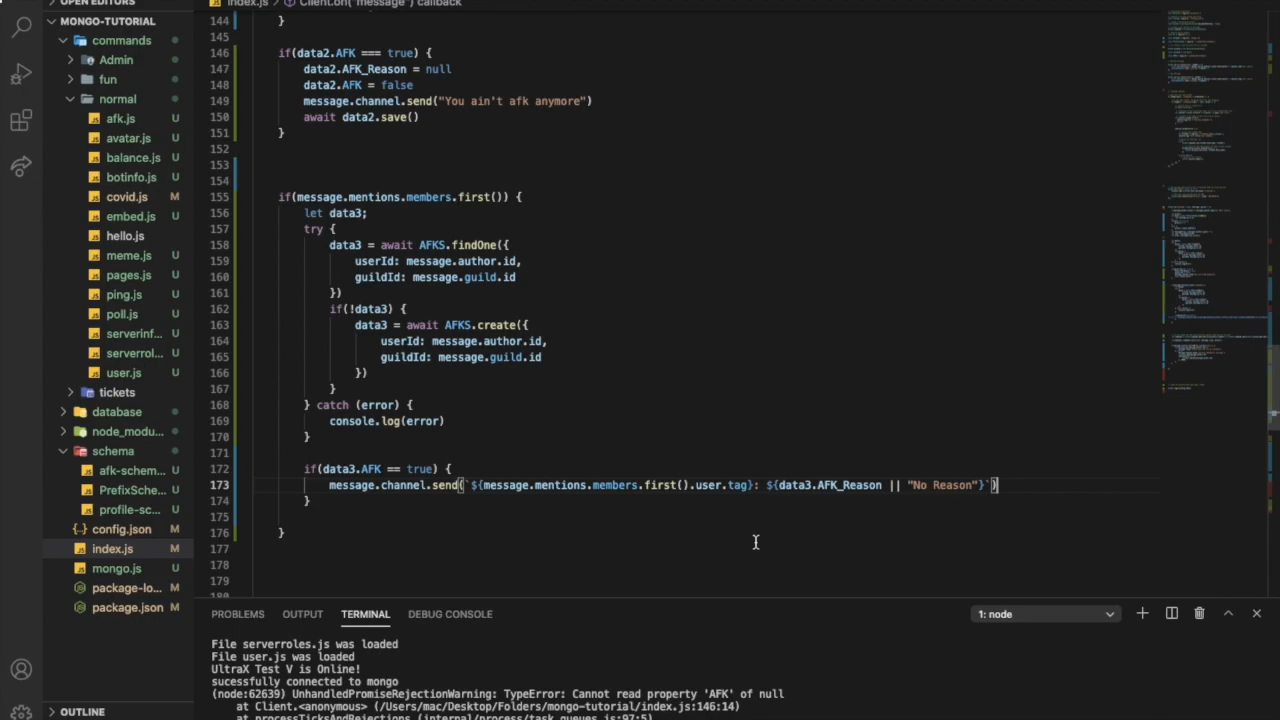 OPEN EDITORS
MONGO-TUTORIAL
commands
Admin
fun
normal
afk.js U
avatar.js U
balance.js U
botinfo.js U
covid.js M
embed.js U
hello.js
meme.js U
pages.js U
ping.js U
poll.js U
serverinf... U
serverrol... U
user.js U
tickets
database
node_modu...
schema
afk-schem... U
PrefixSche... U
profile-sc... U
config.json M
index.js M
mongo.js U
package-lo... M
package.json M
OUTLINE
index.js > Client.on("message") callback
144 }
145
146 if(data2.AFK === true) {
147 data2.AFK_Reason = null
148 data2.AFK = false
149 message.channel.send("You ain't afk anymore")
150 await data2.save()
151 }
152
153
154
155 if(message.mentions.members.first()) {
156 let data3;
157 try {
158 data3 = await AFKS.findOne({
159 userId: message.author.id,
160 guildId: message.guild.id
161 })
162 if(!data3) {
163 data3 = await AFKS.create({
164 userId: message.author.id,
165 guildId: message.guild.id
166 })
167 }
168 } catch (error) {
169 console.log(error)
170 }
171
172 if(data3.AFK == true) {
173 message.channel.send(`${message.mentions.members.first().user.tag}: ${data3.AFK_Reason || "No Reason"}`)
174 }
175
176 }
177
178
179
180
PROBLEMS OUTPUT TERMINAL DEBUG CONSOLE 1: node
File serverroles.js was loaded
File user.js was loaded
UltraX Test V is Online!
sucessfully connected to mongo
(node:62639) UnhandledPromiseRejectionWarning: TypeError: Cannot read property 'AFK' of null
at Client.<anonymous> (/Users/mac/Desktop/Folders/mongo-tutorial/index.js:146:14)
at processTicksAndRejections (internal/process/task_queues.js:97:5)